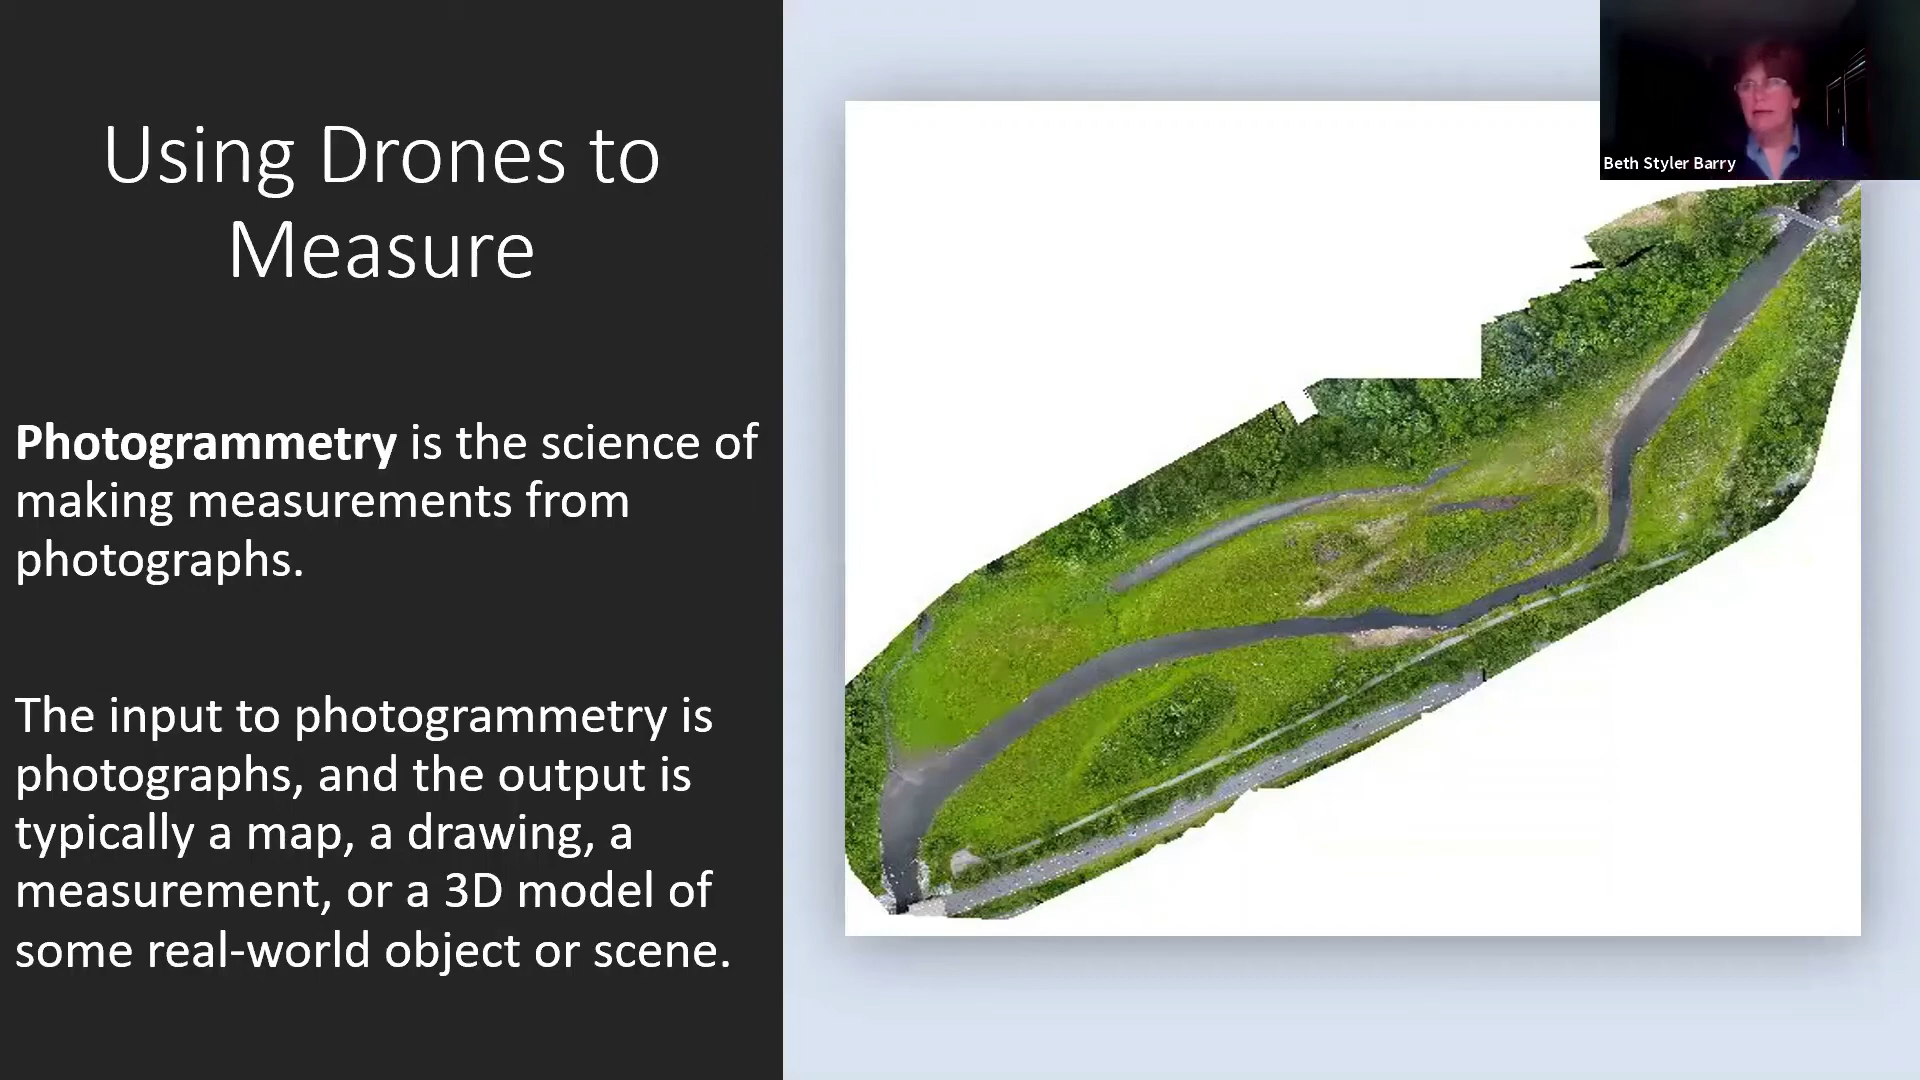 Using Drones to
Measure
Photogrammetry is the science of
making measurements from
photographs.
The input to photogrammetry is
photographs, and the output is
typically a map, a drawing, a
measurement, or a 3D model of
some real-world object or scene.
Beth Styler Barry